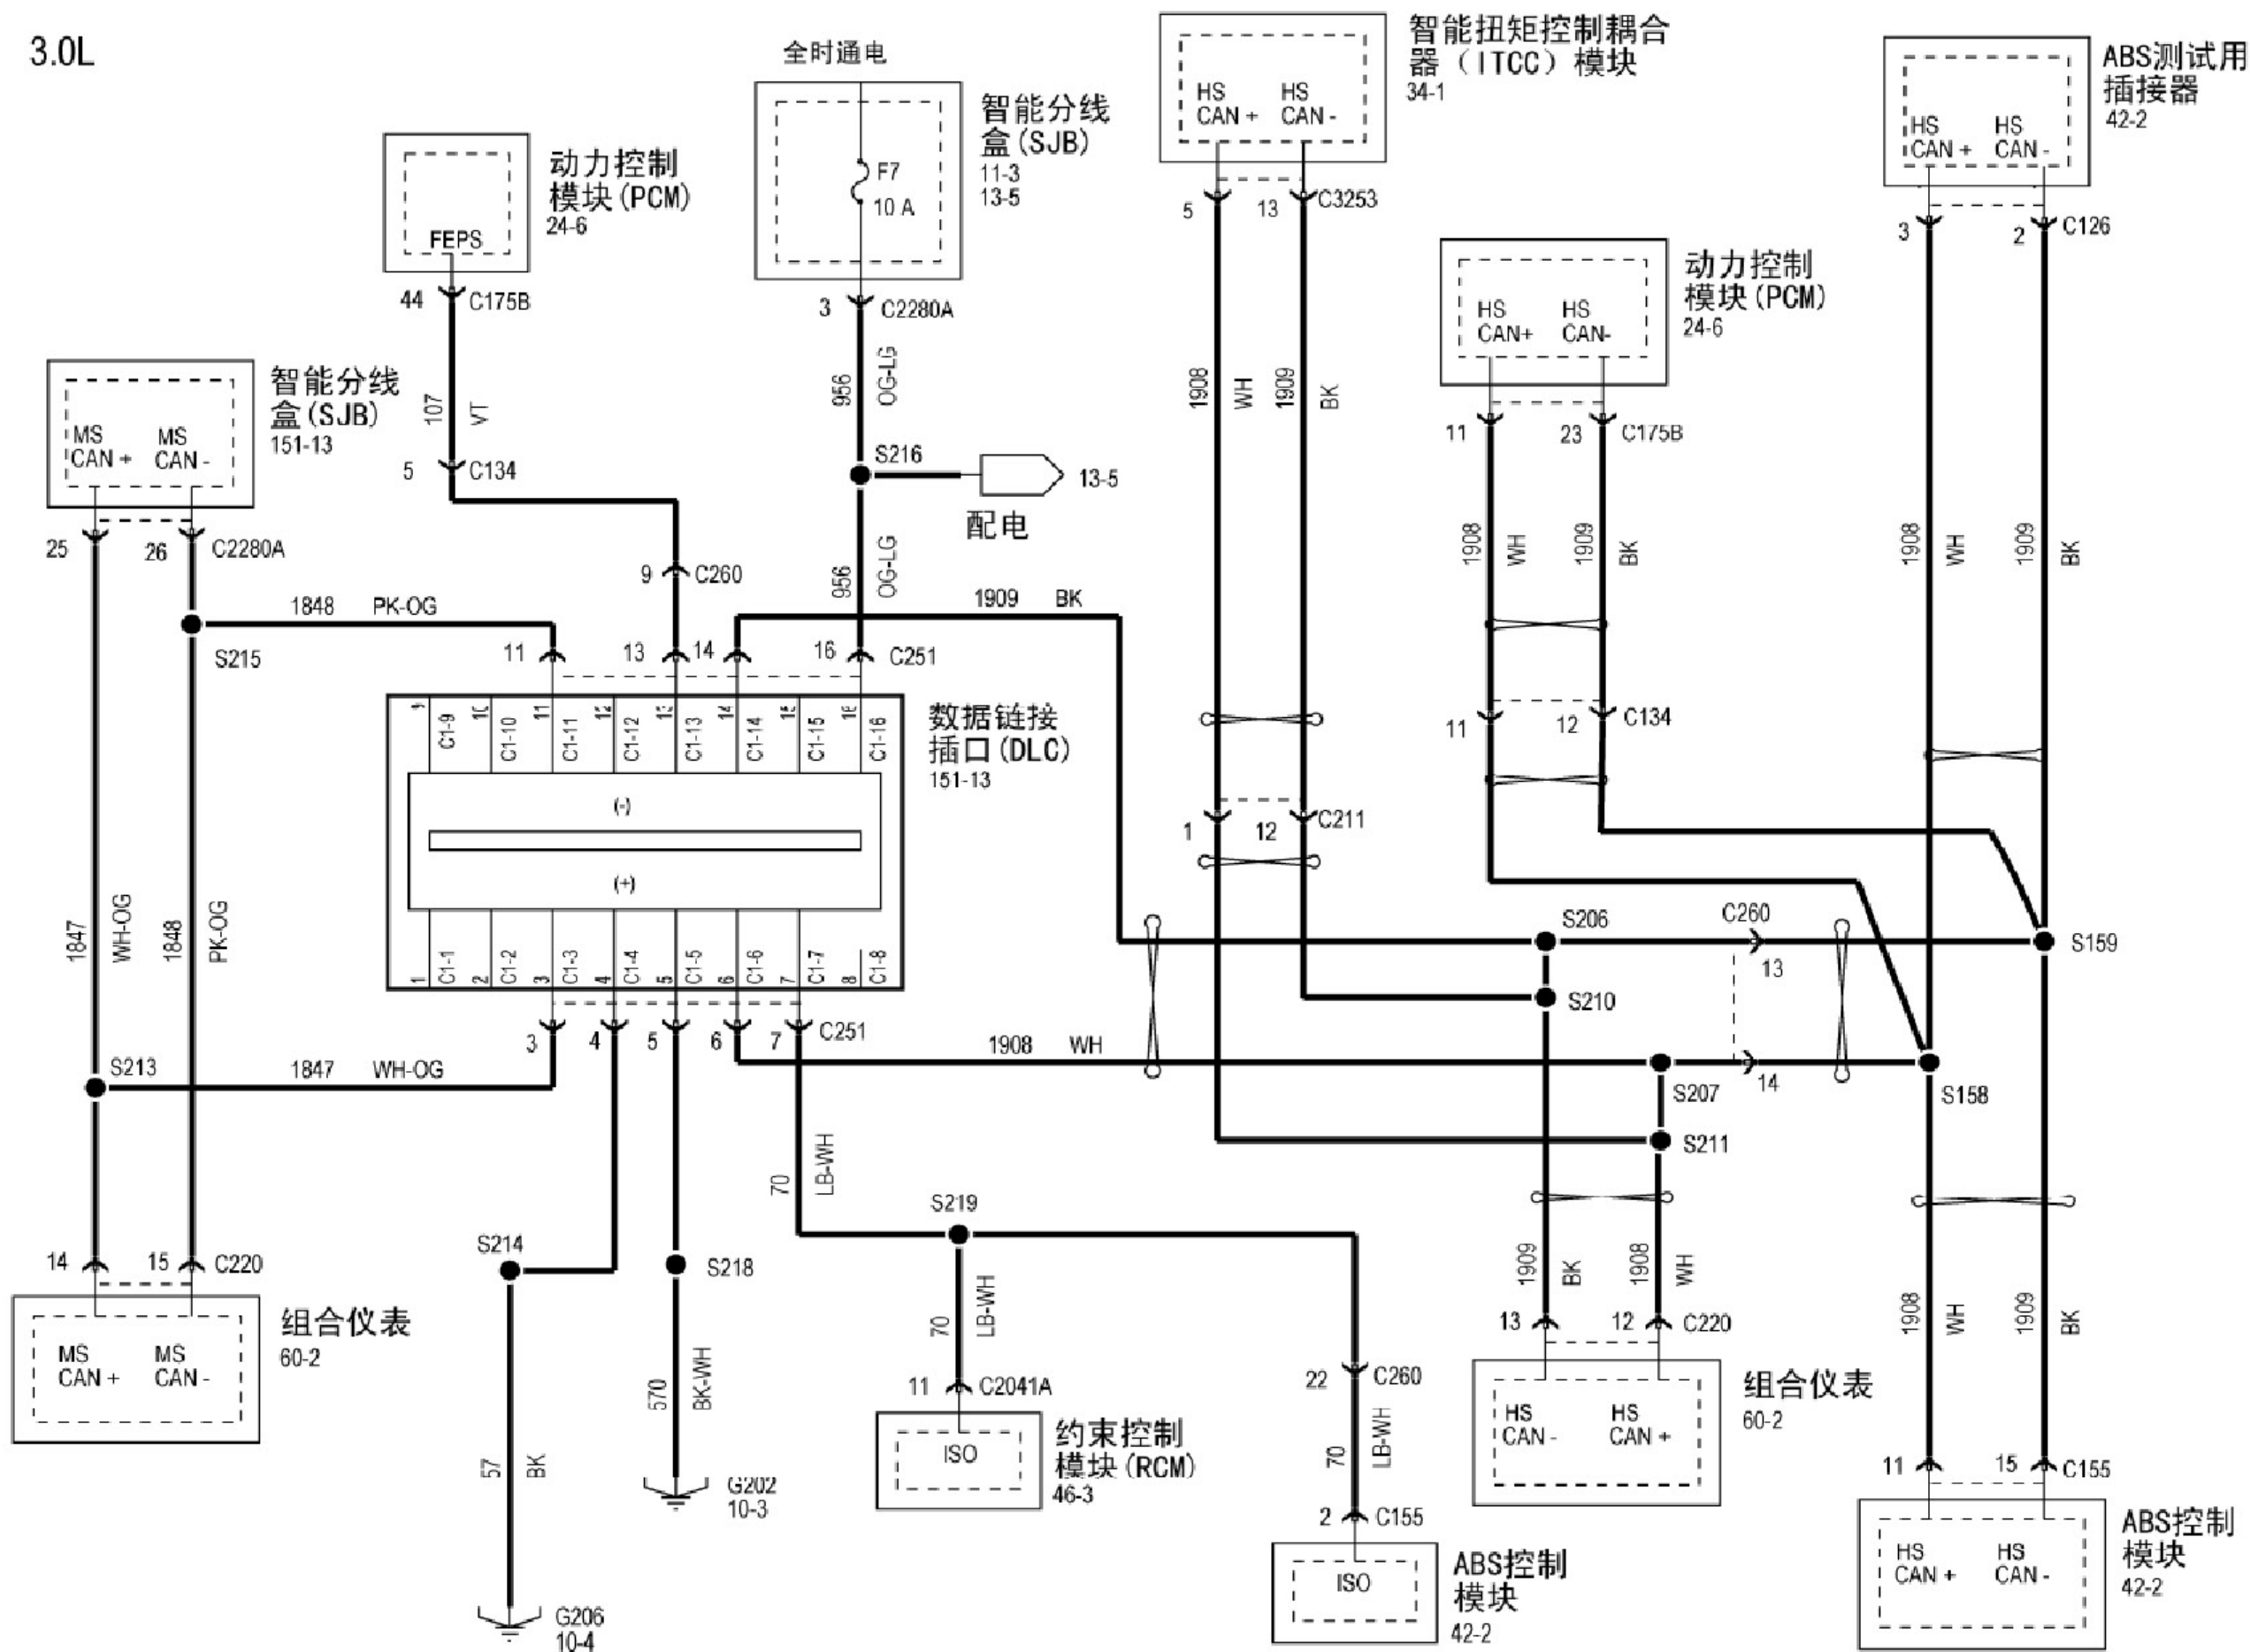 3.0L
全时通电
智能分线
盒(SJB)
11-3
13-5
F7
10 A
3
C2280A
956
OG-LG
S216
13-5
配电
956
OG-LG
动力控制
模块(PCM)
24-6
FEPS
44
C175B
107
VT
5
C134
9
C260
智能分线
盒(SJB)
151-13
MS
CAN +
MS
CAN -
25
26
C2280A
1848
PK-OG
S215
11
13
14
16
C251
1909
BK
智能扭矩控制耦合
器（ITCC）模块
34-1
HS
CAN +
HS
CAN -
5
13
C3253
1908
WH
1909
BK
1
12
C211
动力控制
模块(PCM)
24-6
HS
CAN+
HS
CAN-
11
23
C175B
1908
WH
1909
BK
11
12
C134
ABS测试用
插接器
42-2
HS
CAN +
HS
CAN -
3
2
C126
1908
WH
1909
BK
数据链接
插口(DLC)
151-13
9
C1-9
10
C1-10
11
C1-11
12
C1-12
13
C1-13
14
C1-14
15
C1-15
16
C1-16
(-)
(+)
1
C1-1
2
C1-2
3
C1-3
4
C1-4
5
C1-5
6
C1-6
7
C1-7
8
C1-8
3
4
5
6
7
C251
1847
WH-OG
1848
PK-OG
S213
1847
WH-OG
1908
WH
S206
C260
13
S159
S210
S207
14
S158
S211
14
15
C220
组合仪表
60-2
MS
CAN +
MS
CAN -
S214
57
BK
G206
10-4
S218
570
BK-WH
G202
10-3
70
LB-WH
S219
70
LB-WH
11
C2041A
ISO
约束控制
模块(RCM)
46-3
22
C260
70
LB-WH
2
C155
ISO
ABS控制
模块
42-2
1909
BK
1908
WH
13
12
C220
HS
CAN -
HS
CAN +
组合仪表
60-2
1908
WH
1909
BK
11
15
C155
HS
CAN +
HS
CAN -
ABS控制
模块
42-2